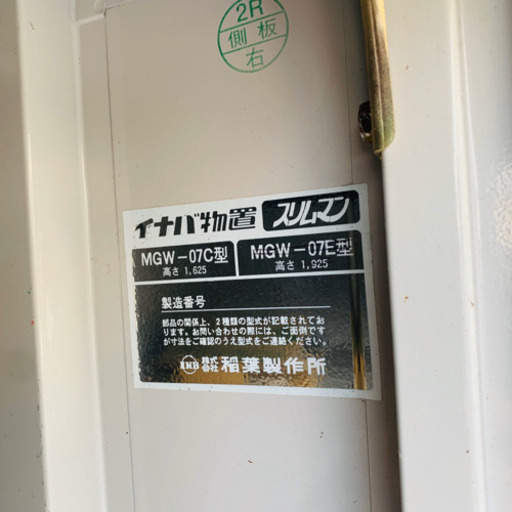 2R
側板
右
イナバ物置 スリムマン
MGW-07C型 MGW-07E型
高さ 1,625 高さ 1,925
製造番号
部品の関係上、2種類の型式が記載されてお
ります。お問い合わせの際には、ご面倒です
が寸法をご確認のうえ型式をご連絡ください。
INB 株式会社 稲葉製作所